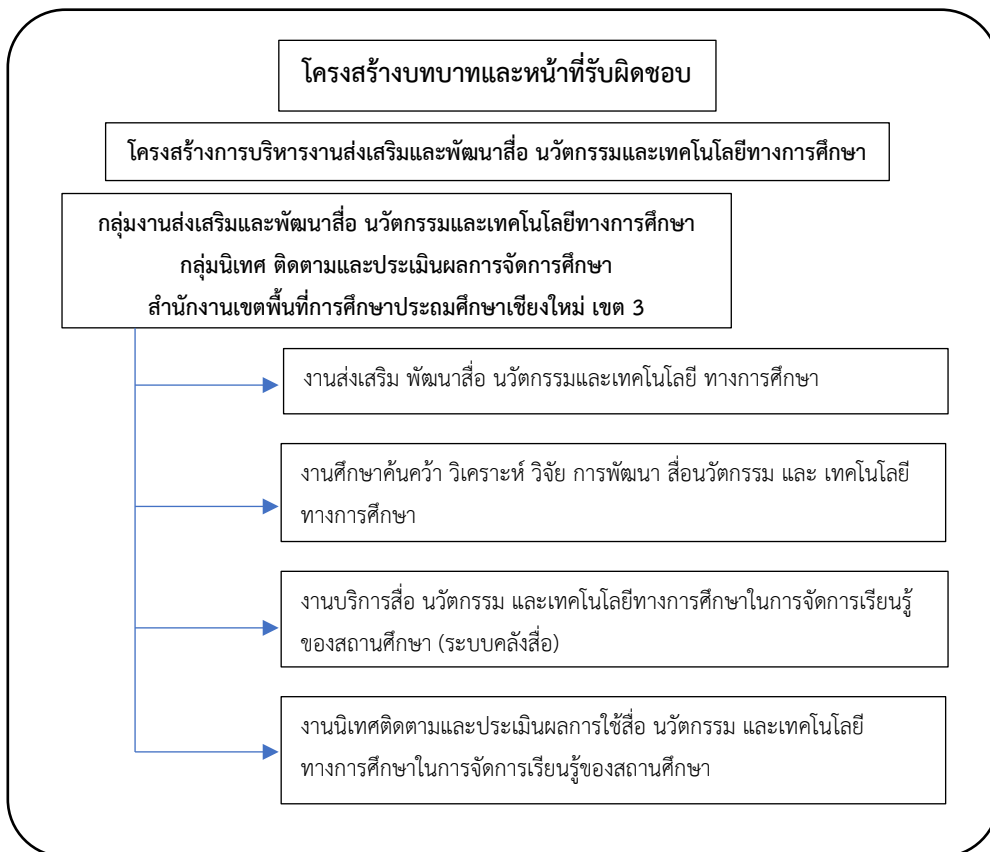 โครงสร้างบทบาทและหน้าที่รับผิดชอบ
โครงสร้างการบริหารงานส่งเสริมและพัฒนาสื่อ นวัตกรรมและเทคโนโลยีทางการศึกษา
กลุ่มงานส่งเสริมและพัฒนาสื่อ นวัตกรรมและเทคโนโลยีทางการศึกษา
กลุ่มนิเทศ ติดตามและประเมินผลการจัดการศึกษา
สำนักงานเขตพื้นที่การศึกษาประถมศึกษาเชียงใหม่ เขต 3
งานส่งเสริม พัฒนาสื่อ นวัตกรรมและเทคโนโลยี ทางการศึกษา
งานศึกษาค้นคว้า วิเคราะห์ วิจัย การพัฒนา สื่อนวัตกรรม และ เทคโนโลยี
ทางการศึกษา
งานบริการสื่อ นวัตกรรม และเทคโนโลยีทางการศึกษาในการจัดการเรียนรู้
ของสถานศึกษา (ระบบคลังสื่อ)
งานนิเทศติดตามและประเมินผลการใช้สื่อ นวัตกรรม และเทคโนโลยี
ทางการศึกษาในการจัดการเรียนรู้ของสถานศึกษา